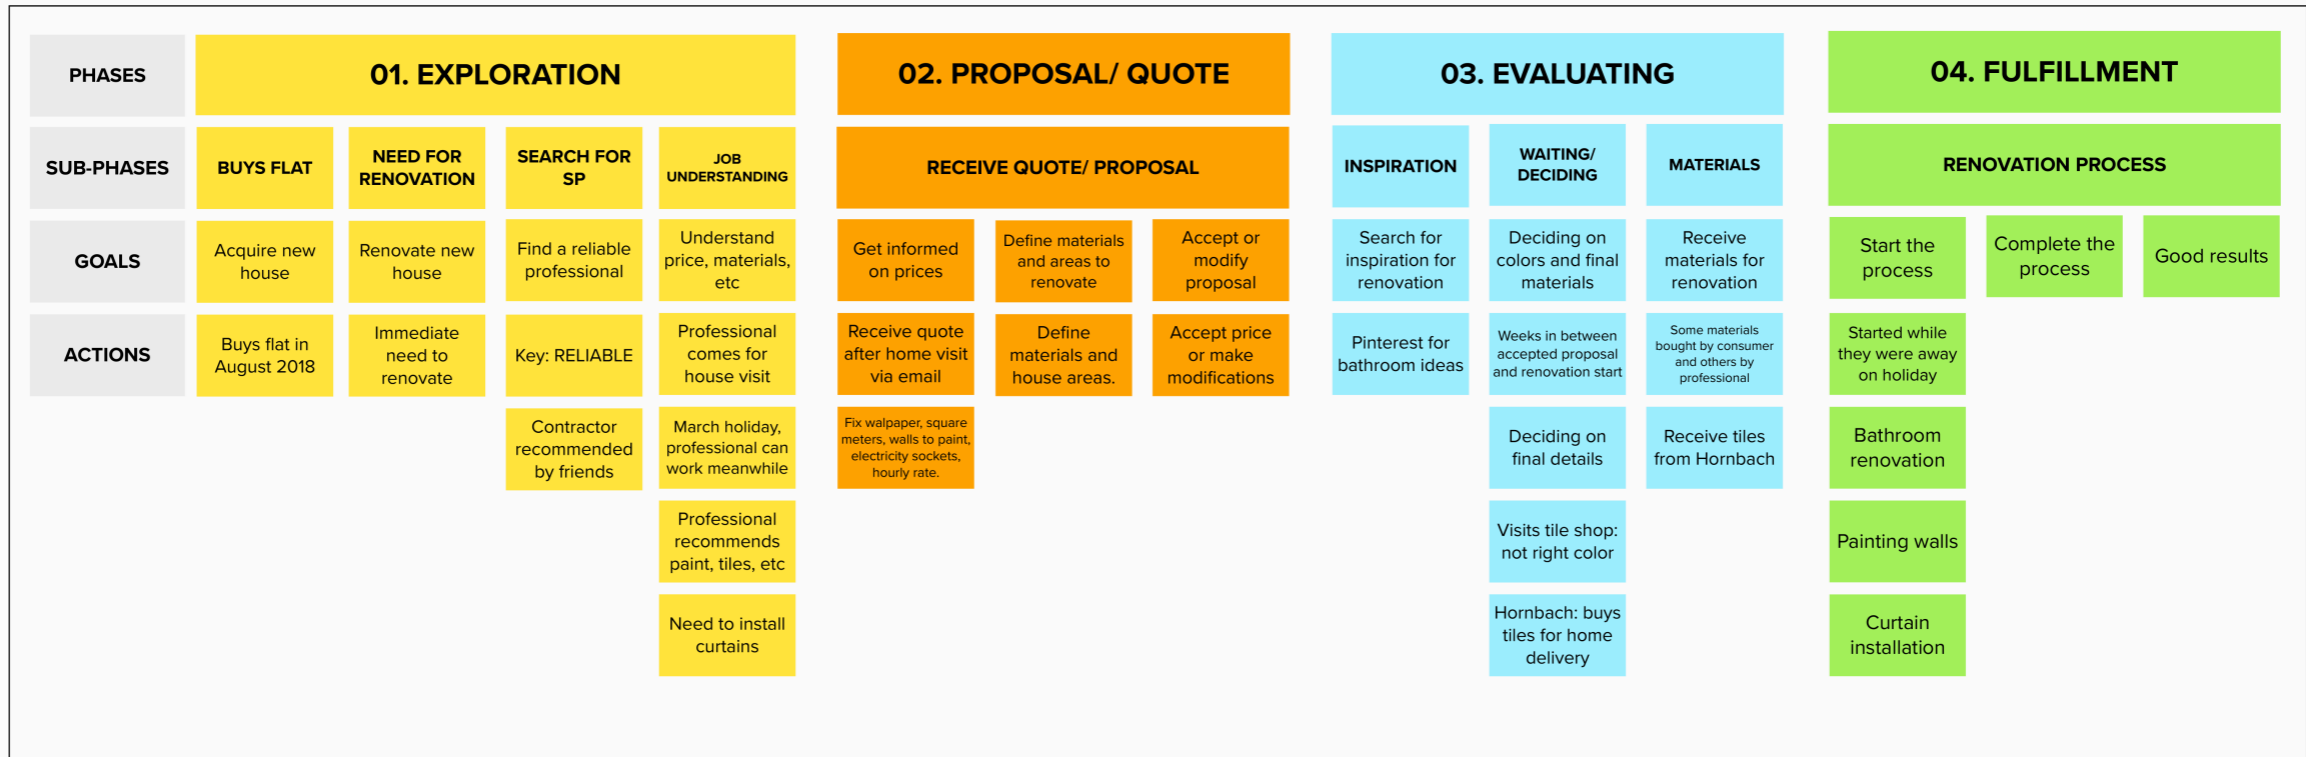 PHASES
01. EXPLORATION
02. PROPOSAL/ QUOTE
03. EVALUATING
04. FULFILLMENT
SUB-PHASES
BUYS FLAT
NEED FOR
RENOVATION
SEARCH FOR
SP
JOB
UNDERSTANDING
RECEIVE QUOTE/ PROPOSAL
INSPIRATION
WAITING/
DECIDING
MATERIALS
RENOVATION PROCESS
GOALS
Acquire new
house
Renovate new
house
Find a reliable
professional
Understand
price, materials,
etc
Get informed
on prices
Define materials
and areas to
renovate
Accept or
modify
proposal
Search for
inspiration for
renovation
Deciding on
colors and final
materials
Receive
materials for
renovation
Start the
process
Complete the
process
Good results
ACTIONS
Buys flat in
August 2018
Immediate
need to
renovate
Key: RELIABLE
Professional
comes for
house visit
Receive quote
after home visit
via email
Define
materials and
house areas.
Accept price
or make
modifications
Pinterest for
bathroom ideas
Weeks in between
accepted proposal
and renovation start
Some materials
bought by consumer
and others by
professional
Started while
they were away
on holiday
Contractor
recommended
by friends
March holiday,
professional can
work meanwhile
Fix walpaper, square
meters, walls to paint,
electricity sockets,
hourly rate.
Deciding on
final details
Receive tiles
from Hornbach
Bathroom
renovation
Professional
recommends
paint, tiles, etc
Visits tile shop:
not right color
Painting walls
Need to install
curtains
Hornbach: buys
tiles for home
delivery
Curtain
installation